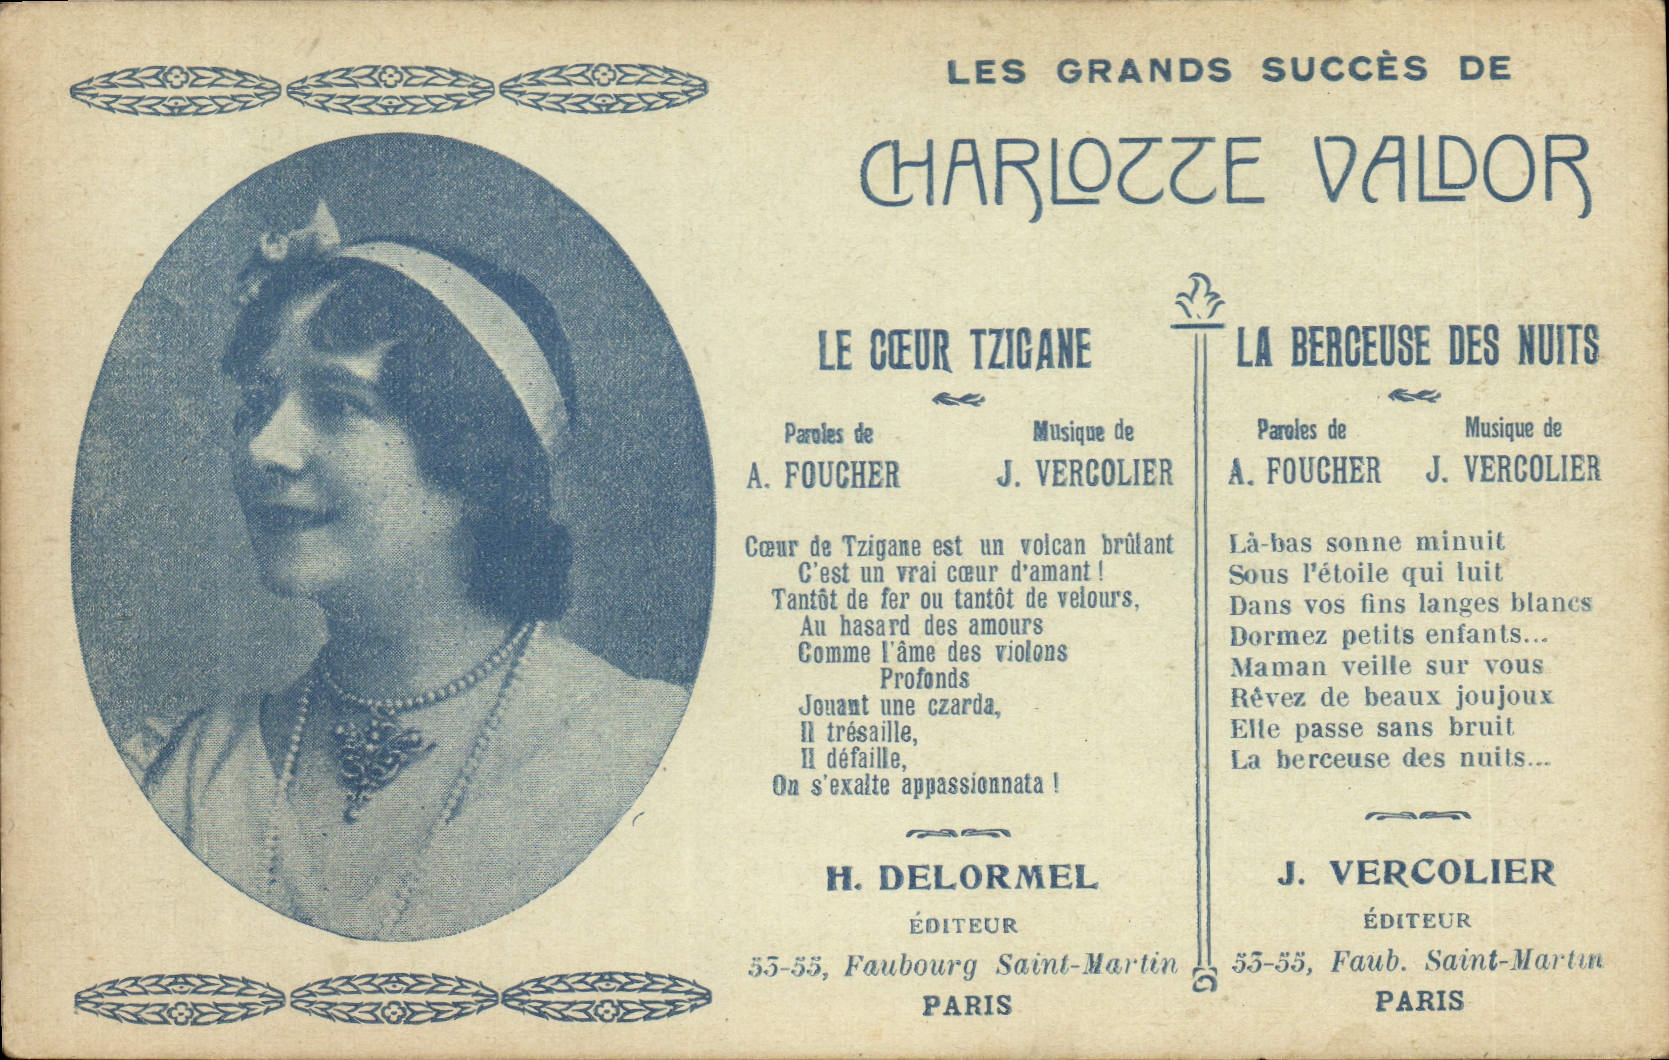 LES GRANDS SUCCÈS DE
CHARLOTTE VALDOR
LE CŒUR TZIGANE
Paroles de Musique de
A. FOUCHER J. VERCOLIER
Cœur de Tzigane est un volcan brûlant
C'est un vrai cœur d'amant !
Tantôt de fer ou tantôt de velours,
Au hasard des amours
Comme l'âme des violons
Profonds
Jouant une czarda,
Il trésaille,
Il défaille,
On s'exalte appassionnata !
H. DELORMEL
ÉDITEUR
53-55, Faubourg Saint-Martin
PARIS
LA BERCEUSE DES NUITS
Paroles de Musique de
A. FOUCHER J. VERCOLIER
Là-bas sonne minuit
Sous l'étoile qui luit
Dans vos fins langes blancs
Dormez petits enfants...
Maman veille sur vous
Rêvez de beaux joujoux
Elle passe sans bruit
La berceuse des nuits...
J. VERCOLIER
ÉDITEUR
53-55, Faub. Saint-Martin
PARIS